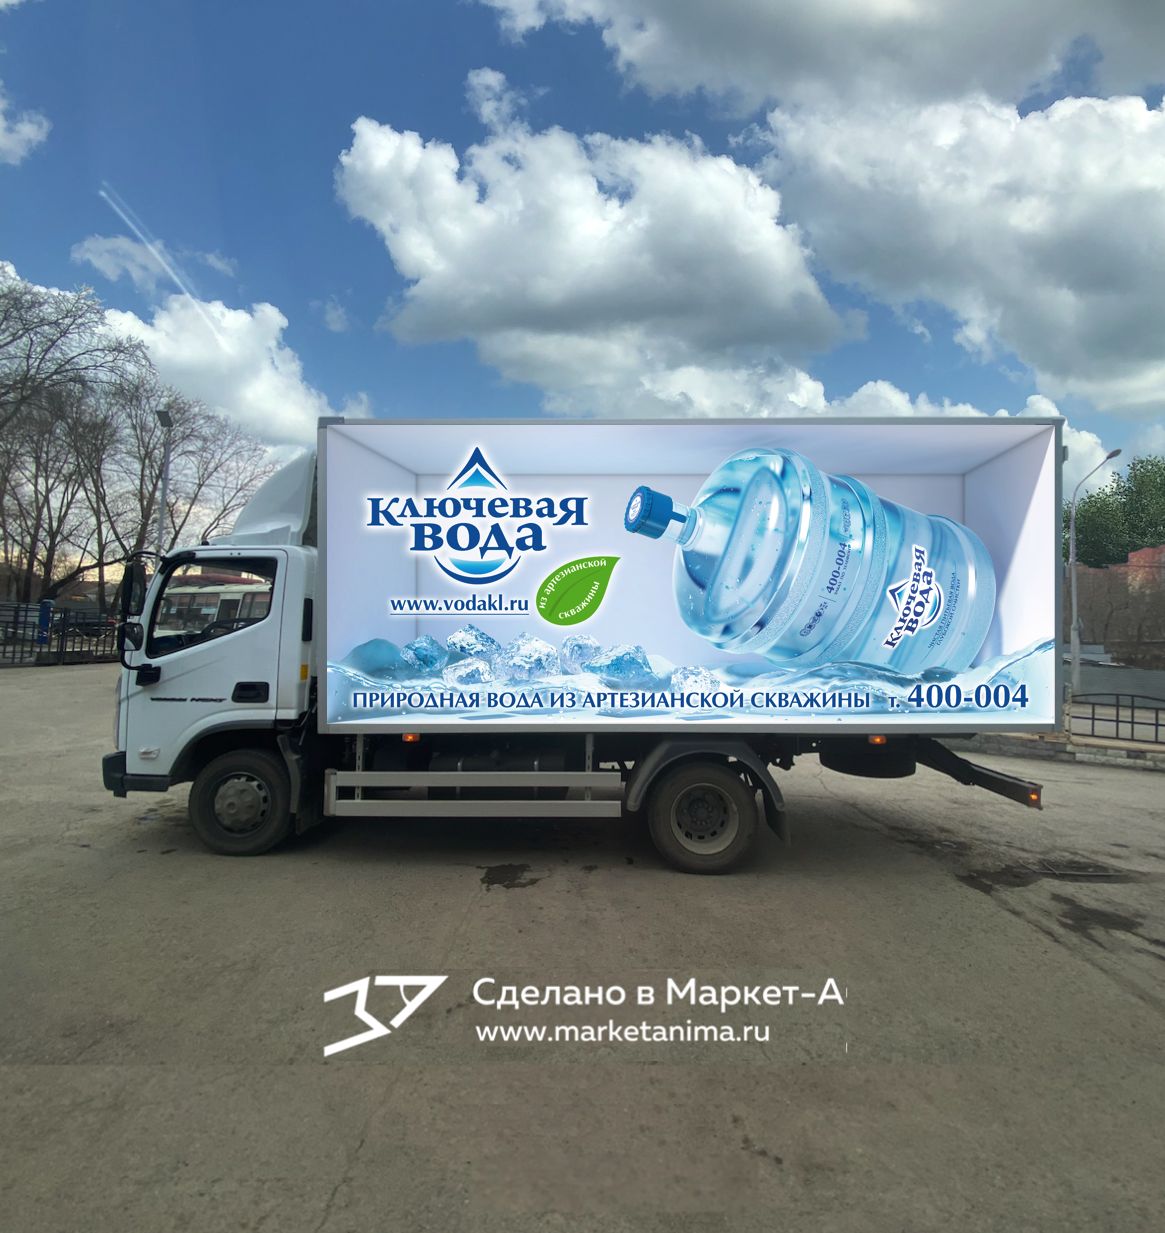 Ключевая
вода
www.vodakl.ru
из артезианской
скважины
400-004
Ключевая
вода
ПРИРОДНАЯ ВОДА ИЗ АРТЕЗИАНСКОЙ СКВАЖИНЫ т. 400-004
Сделано в Маркет-А
www.marketanima.ru